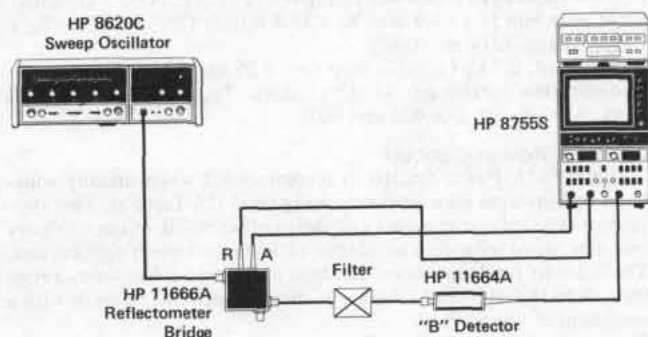 HP 8620C
Sweep Oscillator
HP 8755S
R
A
HP 11666A
Reflectometer
Bridge
Filter
HP 11664A
"B" Detector